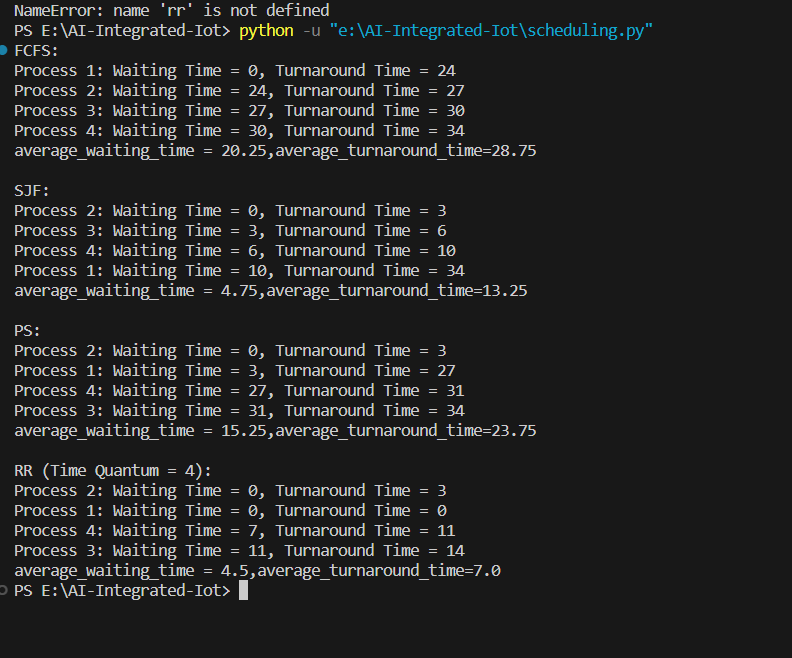 NameError: name 'rr' is not defined
PS E:\AI-Integrated-Iot> python -u "e:\AI-Integrated-Iot\scheduling.py"
FCFS:
Process 1: Waiting Time = 0, Turnaround Time = 24
Process 2: Waiting Time = 24, Turnaround Time = 27
Process 3: Waiting Time = 27, Turnaround Time = 30
Process 4: Waiting Time = 30, Turnaround Time = 34
average_waiting_time = 20.25,average_turnaround_time=28.75

SJF:
Process 2: Waiting Time = 0, Turnaround Time = 3
Process 3: Waiting Time = 3, Turnaround Time = 6
Process 4: Waiting Time = 6, Turnaround Time = 10
Process 1: Waiting Time = 10, Turnaround Time = 34
average_waiting_time = 4.75,average_turnaround_time=13.25

PS:
Process 2: Waiting Time = 0, Turnaround Time = 3
Process 1: Waiting Time = 3, Turnaround Time = 27
Process 4: Waiting Time = 27, Turnaround Time = 31
Process 3: Waiting Time = 31, Turnaround Time = 34
average_waiting_time = 15.25,average_turnaround_time=23.75

RR (Time Quantum = 4):
Process 2: Waiting Time = 0, Turnaround Time = 3
Process 1: Waiting Time = 0, Turnaround Time = 0
Process 4: Waiting Time = 7, Turnaround Time = 11
Process 3: Waiting Time = 11, Turnaround Time = 14
average_waiting_time = 4.5,average_turnaround_time=7.0
PS E:\AI-Integrated-Iot>